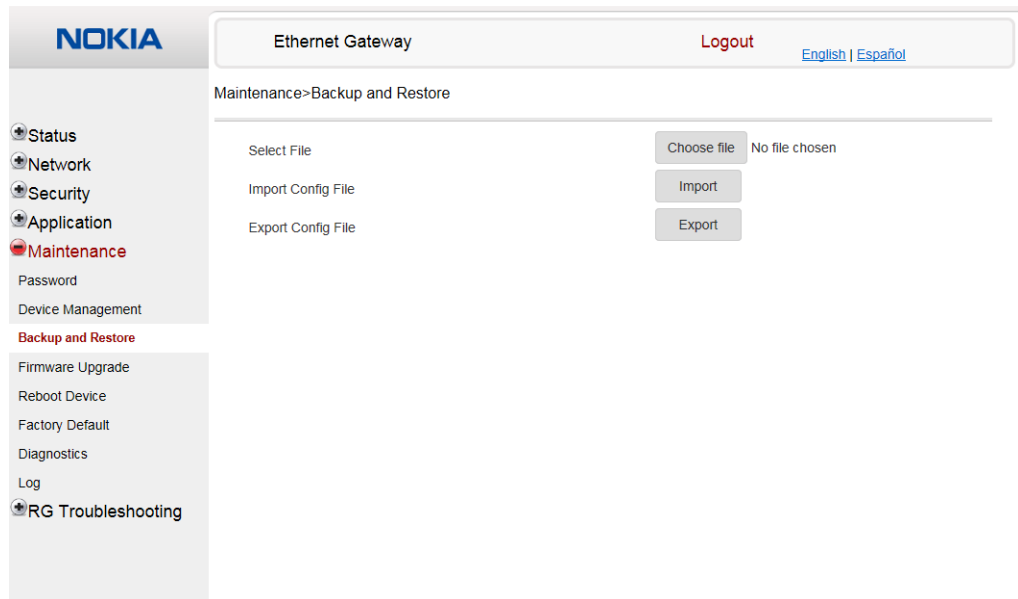 NOKIA
Ethernet Gateway
Logout
English | Español
Maintenance>Backup and Restore
Status
Network
Security
Application
Maintenance
Password
Device Management
Backup and Restore
Firmware Upgrade
Reboot Device
Factory Default
Diagnostics
Log
RG Troubleshooting
Select File Choose file No file chosen
Import Config File Import
Export Config File Export